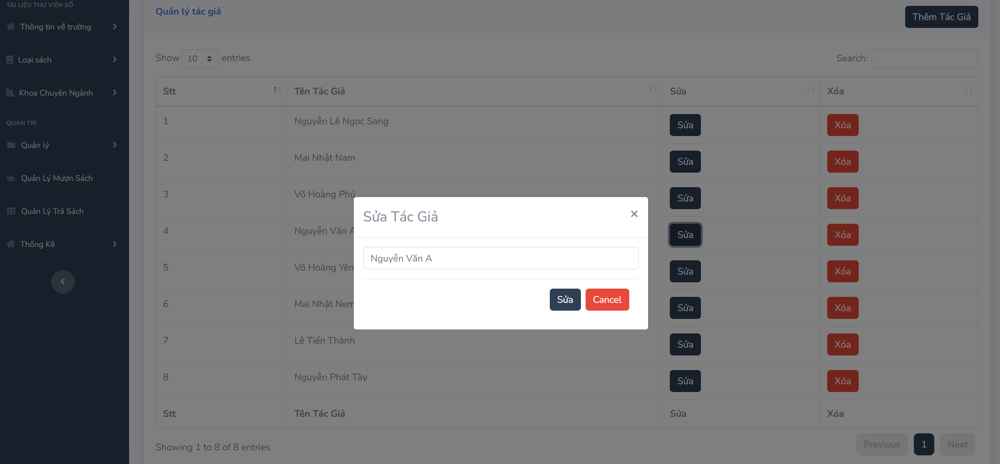 TÀI LIỆU THƯ VIỆN SỐ
Thông tin về trường
Loại sách
Khoa Chuyên Ngành
QUẢN TRỊ
Quản lý
Quản Lý Mượn Sách
Quản Lý Trả Sách
Thống Kê
Quản lý tác giả
Thêm Tác Giả
Show 10 entries
Search:
Stt Tên Tác Giả Sửa Xóa
1 Nguyễn Lê Ngọc Sang Sửa Xóa
2 Mai Nhật Nam Sửa Xóa
3 Võ Hoàng Phú Sửa Xóa
4 Nguyễn Văn A Sửa Xóa
5 Võ Hoàng Yên Sửa Xóa
6 Mai Nhật Nem Sửa Xóa
7 Lê Tiến Thành Sửa Xóa
8 Nguyễn Phát Tày Sửa Xóa
Stt Tên Tác Giả Sửa Xóa
Showing 1 to 8 of 8 entries
Previous 1 Next
Sửa Tác Giả
Nguyễn Văn A
Sửa Cancel